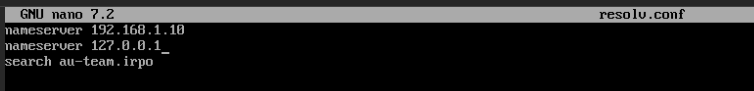 GNU nano 7.2 resolv.conf
nameserver 192.168.1.10
nameserver 127.0.0.1_
search au-team.irpo